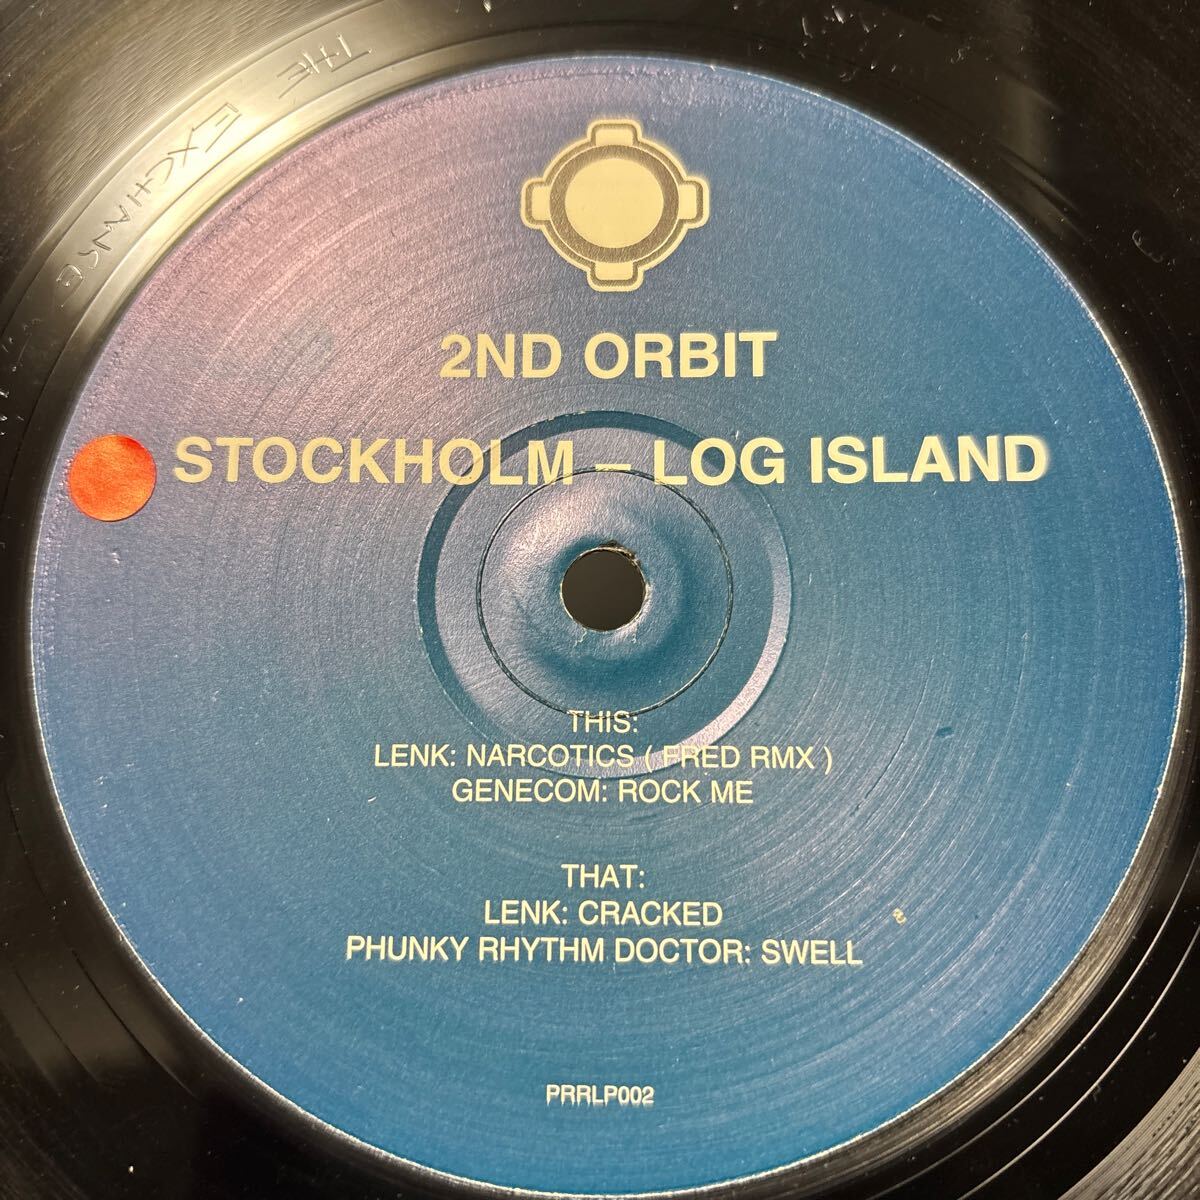 THE EXCHANGE
2ND ORBIT
STOCKHOLM – LOG ISLAND
THIS:
LENK: NARCOTICS ( FRED RMX )
GENECOM: ROCK ME
THAT:
LENK: CRACKED
PHUNKY RHYTHM DOCTOR: SWELL
PRRLP002